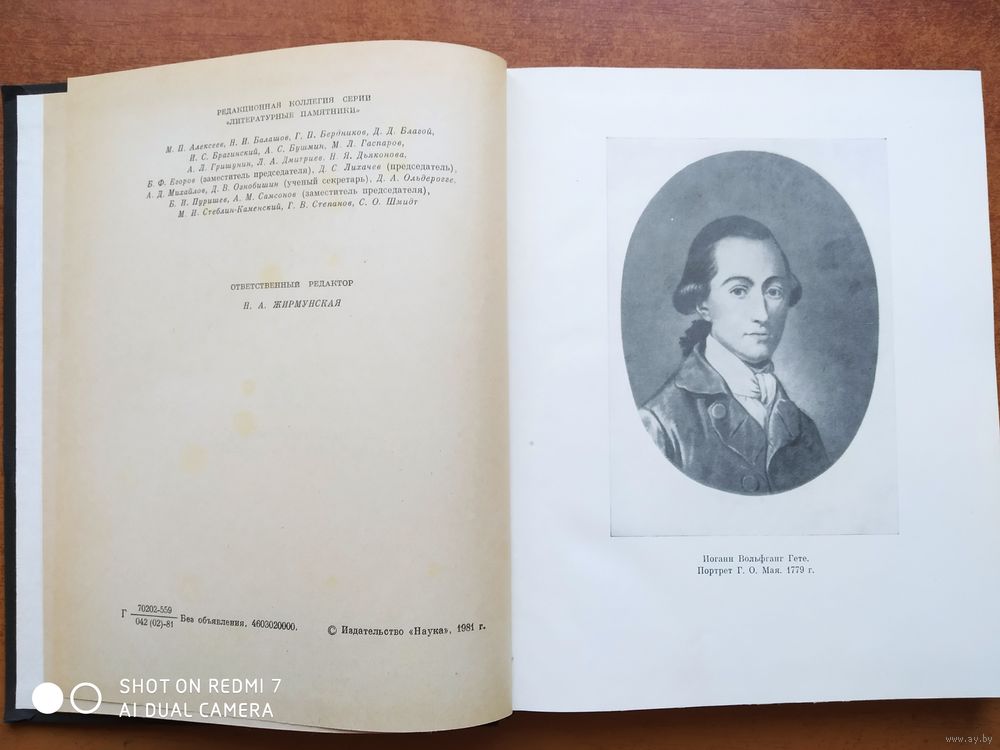 РЕДАКЦИОННАЯ КОЛЛЕГИЯ СЕРИИ
«ЛИТЕРАТУРНЫЕ ПАМЯТНИКИ»
М. П. Алексеев, Н. И. Балашов, Г. П. Бердников, Д. Д. Благой,
И. С. Брагинский, А. С. Бушмин, М. Л. Гаспаров,
А. Л. Гришунин, Л. А. Дмитриев, Н. Я. Дьяконова,
Б. Ф. Егоров (заместитель председателя), Д. С. Лихачев (председатель),
А. Д. Михайлов, Д. В. Ознобишин (ученый секретарь), Д. А. Ольдерогге,
Б. И. Пуришев, А. М. Самсонов (заместитель председателя),
М. И. Стеблин-Каменский, Г. В. Степанов, С. О. Шмидт
ОТВЕТСТВЕННЫЙ РЕДАКТОР
Н. А. ЖИРМУНСКАЯ
Г 70202-559
042 (02)-81 Без объявления, 4603020000.
© Издательство «Наука», 1981 г.
Иоганн Вольфганг Гете.
Портрет Г. О. Мая. 1779 г.
SHOT ON REDMI 7
AI DUAL CAMERA
www.ay.by